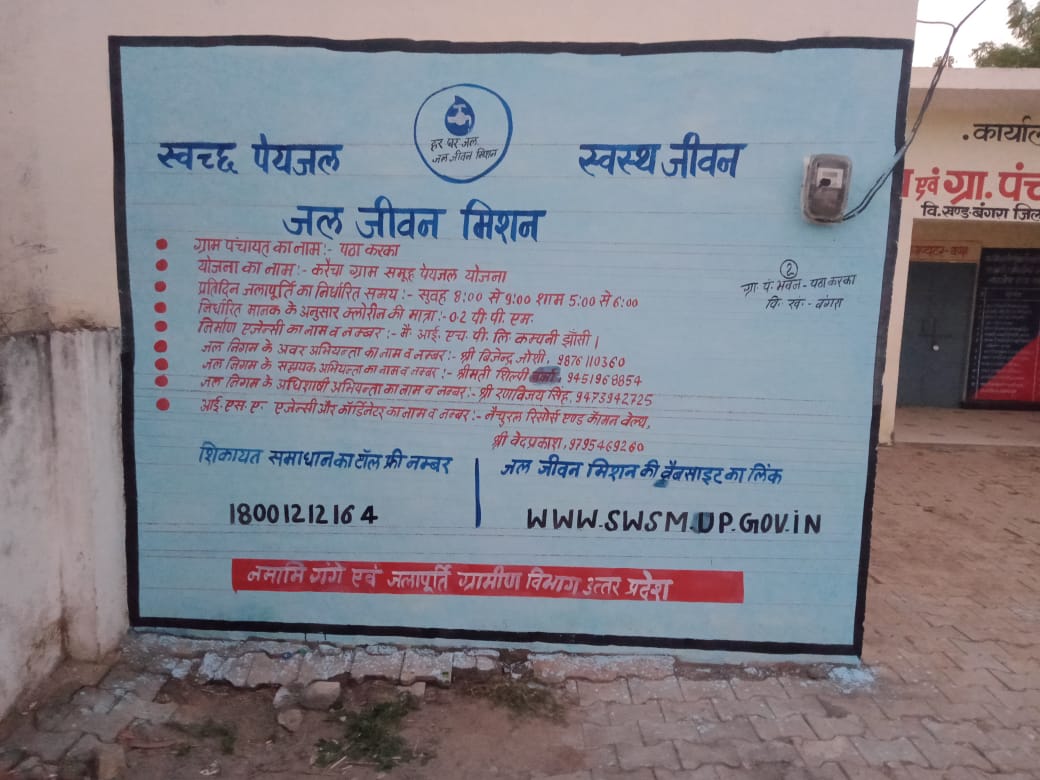 स्वच्छ पेयजल
हर घर जल
जल जीवन मिशन
स्वस्थ जीवन
जल जीवन मिशन
ग्राम पंचायत का नाम:- पठा करका
योजना का नाम:- करैचा ग्राम समूह पेयजल योजना
प्रतिदिन जलापूर्ति का निर्धारित समय:- सुवह 8:00 से 9:00 शाम 5:00 से 6:00
निर्धारित मानक के अनुसार क्लोरीन की मात्रा:- 0.2 पी. पी. एम.
निर्माण एजेन्सी का नाम व नम्बर:- मै. आई. एच. पी. लि. कम्पनी झाँसी।
जल निगम के अवर अभियन्ता का नाम व नम्बर:- श्री विजेन्द्र जोशी, 9876110360
जल निगम के सहायक अभियन्ता का नाम व नम्बर:- श्रीमती शिल्पी 9451968854
जल निगम के अधिशाषी अभियन्ता का नाम व नम्बर:- श्री रणविजय सिंह, 9473942725
आई. एस. ए. एजेन्सी और कॉर्डिनेटर का नाम व नम्बर:- नैचुरल रिसोर्स एण्ड कॉमन वेल्थ,
श्री वेदप्रकाश, 9795469260
2
ग्रा. पं. भवन - पठा करका
वि. खं. - बंगरा
शिकायत समाधान का टॉल फ्री नम्बर
18001212164
जल जीवन मिशन की वैबसाइट का लिंक
WWW.SWSM.UP.GOV.iN
नमामि गंगे एवं जलापूर्ति ग्रामीण विभाग उत्तर प्रदेश
. कार्याल
एवं ग्रा. पंच
वि. खण्ड-बंगरा जिल